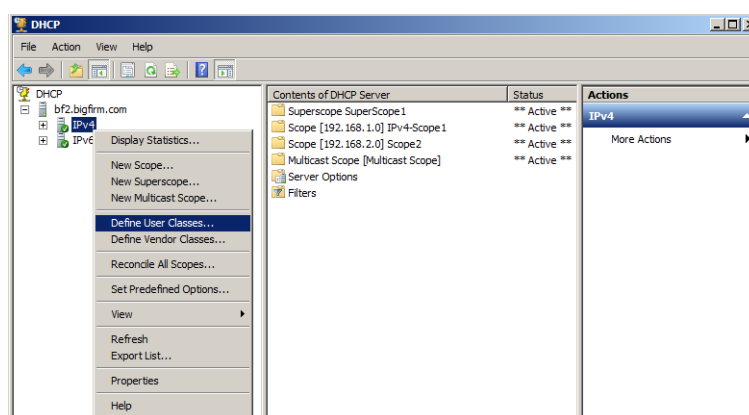 DHCP
File Action View Help
DHCP
bf2.bigfirm.com
IPv4
IPv6
Display Statistics...
New Scope...
New Superscope...
New Multicast Scope...
Define User Classes...
Define Vendor Classes...
Reconcile All Scopes...
Set Predefined Options...
View
Refresh
Export List...
Properties
Help
Contents of DHCP Server Status
Superscope SuperScope1 ** Active **
Scope [192.168.1.0] IPv4-Scope1 ** Active **
Scope [192.168.2.0] Scope2 ** Active **
Multicast Scope [Multicast Scope] ** Active **
Server Options
Filters
Actions
IPv4
More Actions